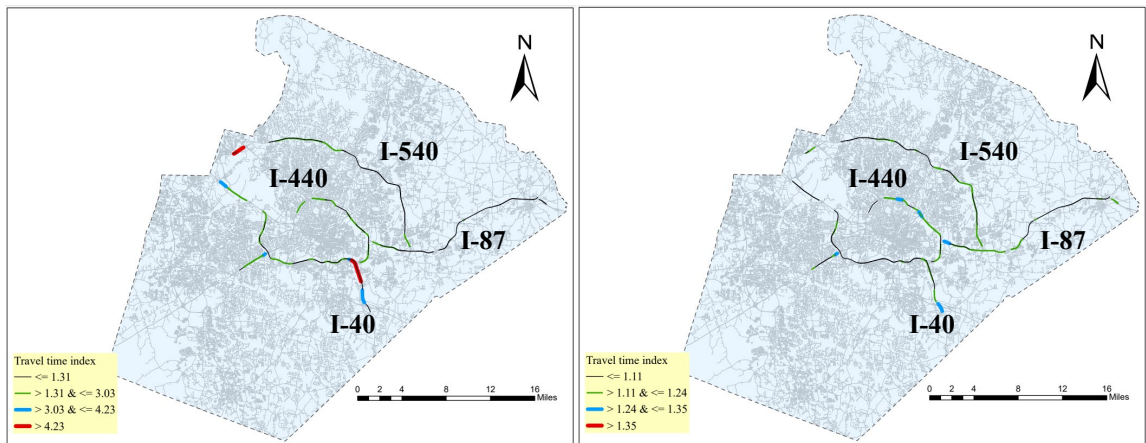 N
I-540
I-440
I-87
I-40
Travel time index
<= 1.31
> 1.31 & <= 3.03
> 3.03 & <= 4.23
> 4.23
0 2 4 8 12 16
Miles
N
I-540
I-440
I-87
I-40
Travel time index
<= 1.11
> 1.11 & <= 1.24
> 1.24 & <= 1.35
> 1.35
0 2 4 8 12 16
Miles